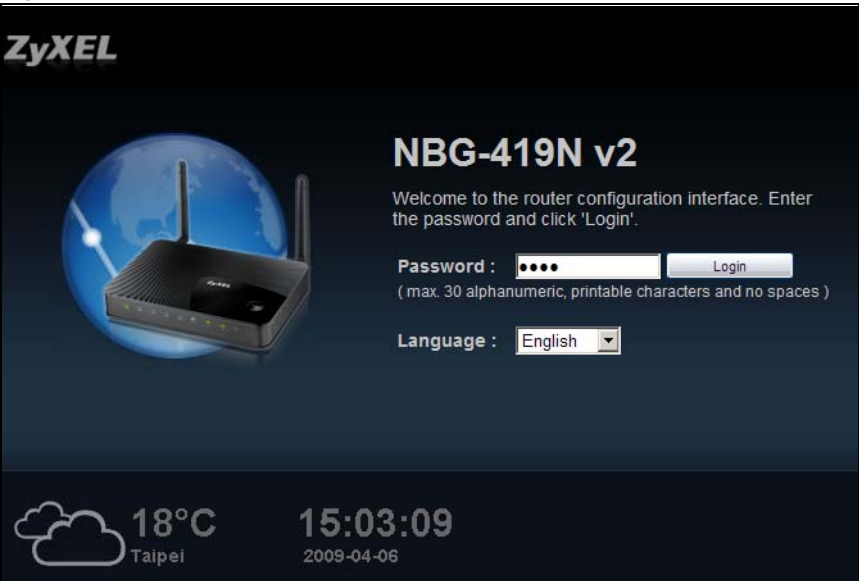 ZyXEL
NBG-419N v2
Welcome to the router configuration interface. Enter
the password and click 'Login'.
Password : •••• Login
( max. 30 alphanumeric, printable characters and no spaces )
Language : English
ZyXEL
18°C
Taipei
15:03:09
2009-04-06